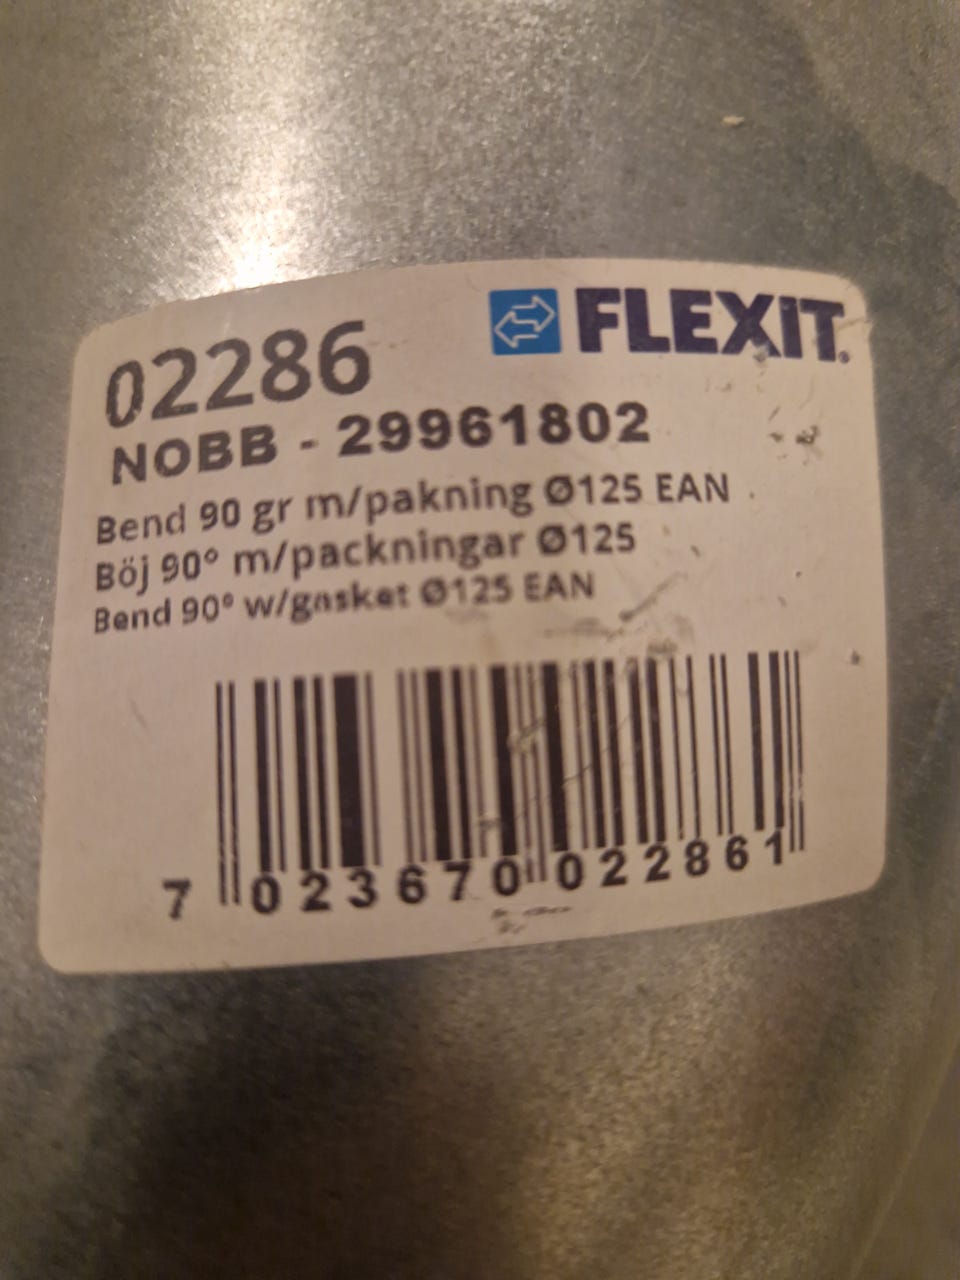 FLEXIT®
02286
NOBB - 29961802
Bend 90 gr m/pakning Ø125 EAN
Böj 90° m/packningar Ø125
Bend 90° w/gasket Ø125 EAN
7 023670 022861